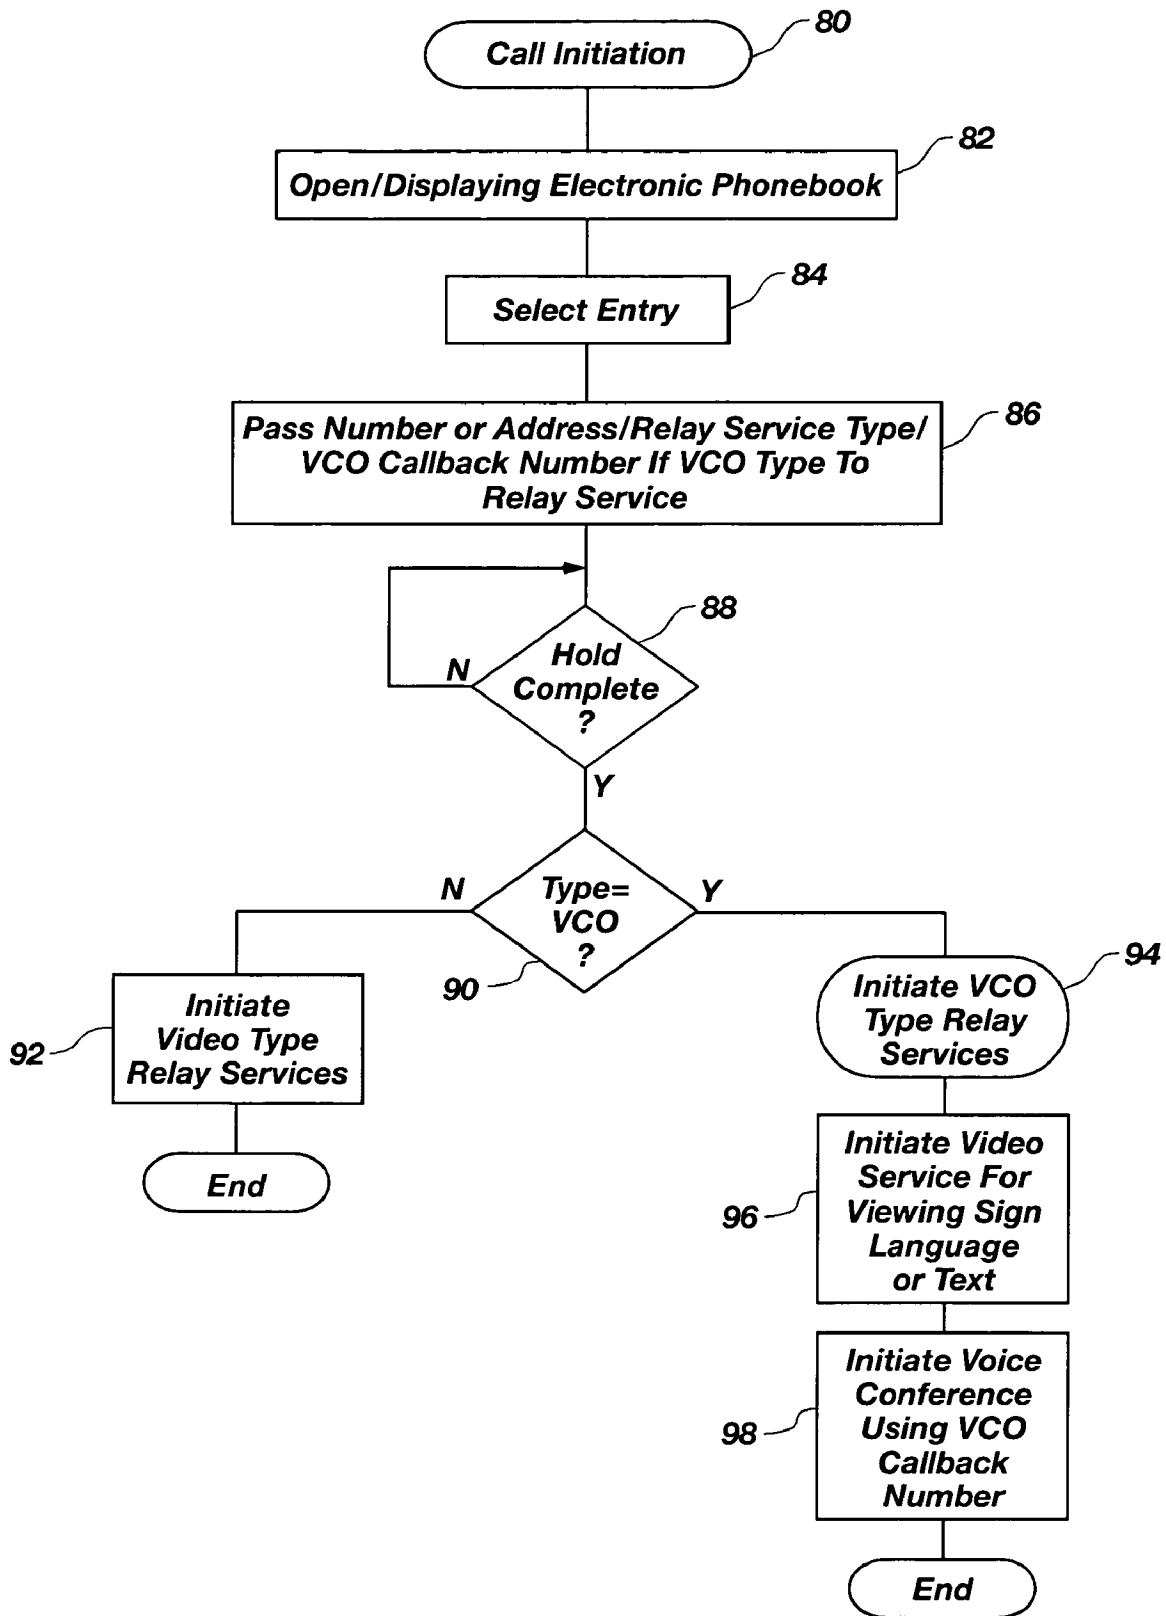 Call Initiation
80
Open/Displaying Electronic Phonebook
82
Select Entry
84
Pass Number or Address/Relay Service Type/
VCO Callback Number If VCO Type To
Relay Service
86
Hold
Complete
?
88
N
Y
Type=
VCO
?
90
N
Y
Initiate
Video Type
Relay Services
92
End
Initiate VCO
Type Relay
Services
94
Initiate Video
Service For
Viewing Sign
Language
or Text
96
Initiate Voice
Conference
Using VCO
Callback
Number
98
End